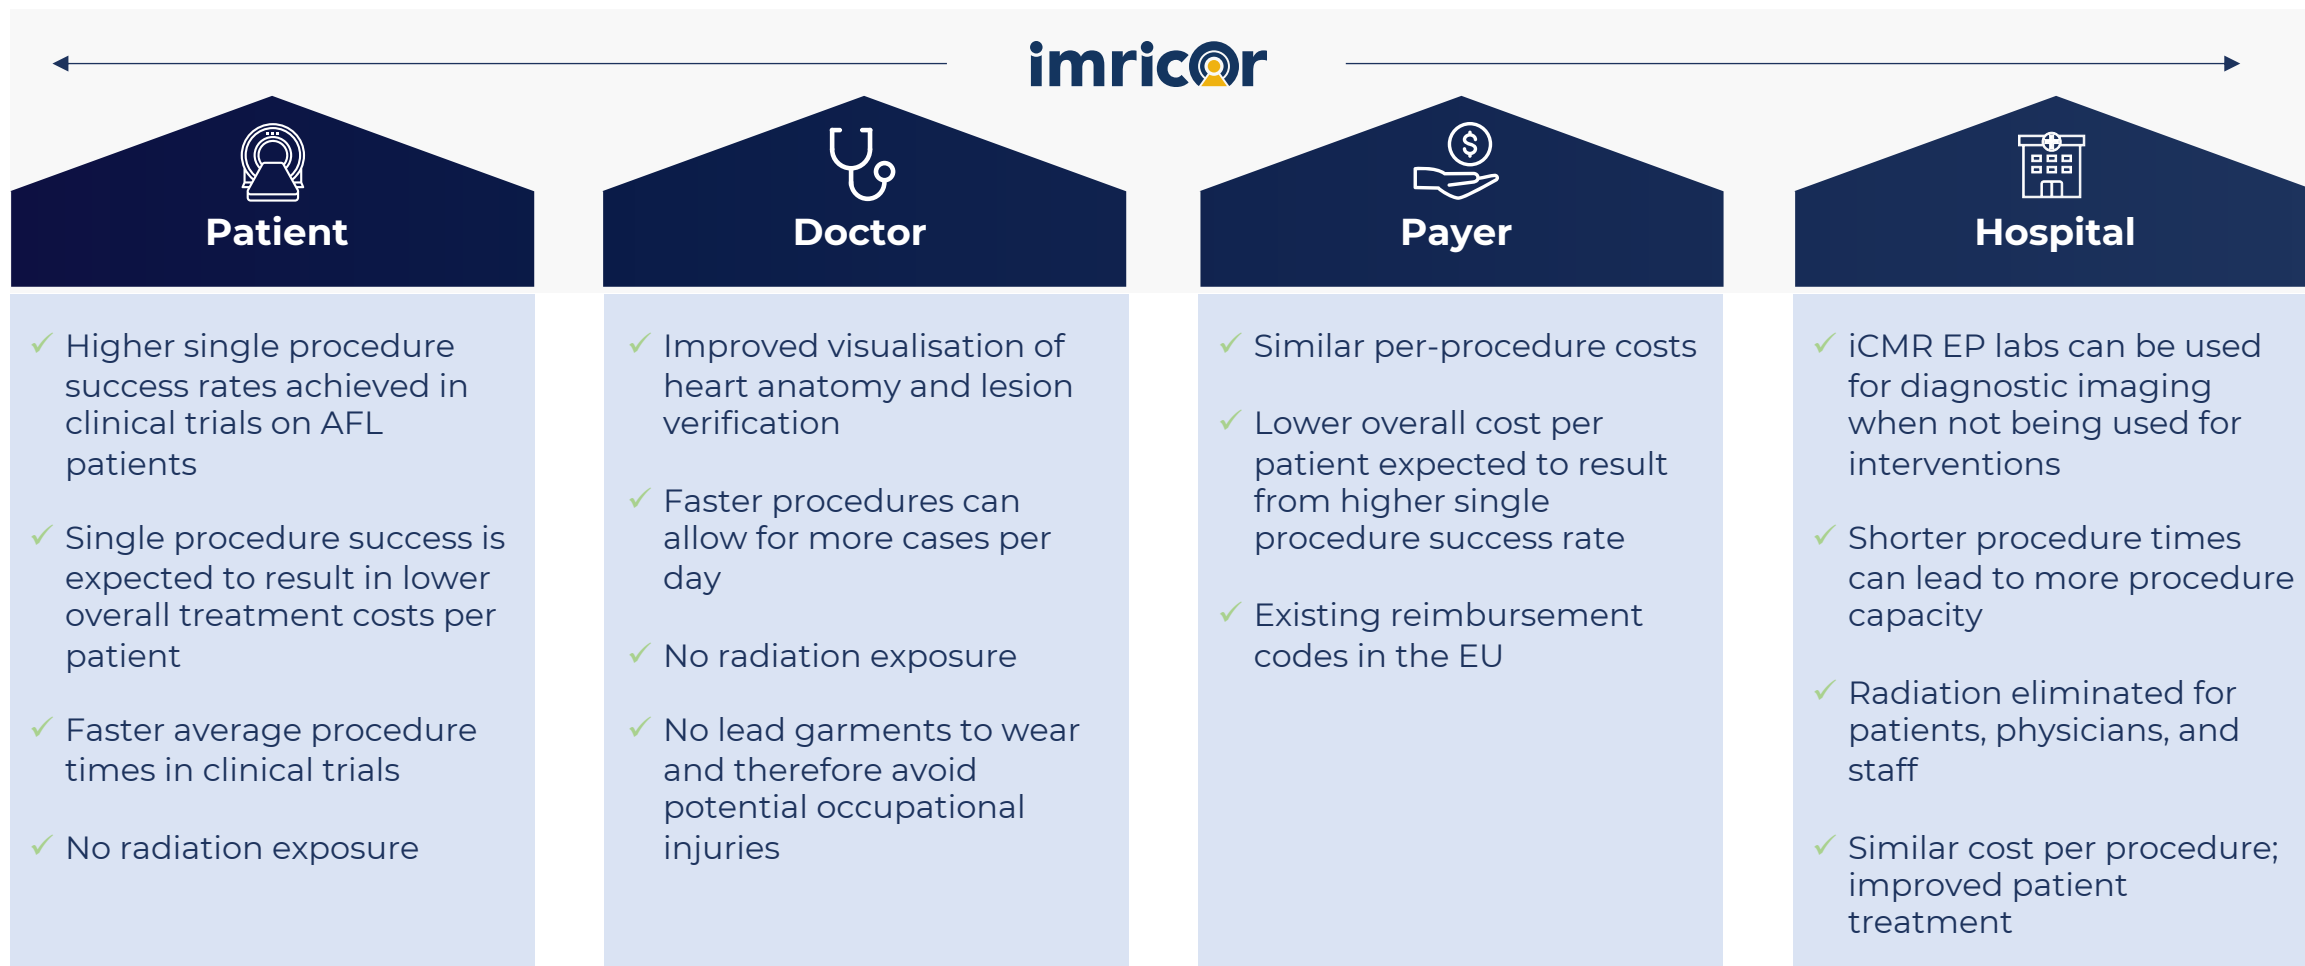 imricor
Patient
Higher single procedure
success rates achieved in
clinical trials on AFL
patients
Single procedure success is
expected to result in lower
overall treatment costs per
patient
Faster average procedure
times in clinical trials
No radiation exposure
Doctor
Improved visualisation of
heart anatomy and lesion
verification
Faster procedures can
allow for more cases per
day
No radiation exposure
No lead garments to wear
and therefore avoid
potential occupational
injuries
$
Payer
Similar per-procedure costs
Lower overall cost per
patient expected to result
from higher single
procedure success rate
Existing reimbursement
codes in the EU
Hospital
iCMR EP labs can be used
for diagnostic imaging
when not being used for
interventions
Shorter procedure times
can lead to more procedure
capacity
Radiation eliminated for
patients, physicians, and
staff
Similar cost per procedure;
improved patient
treatment